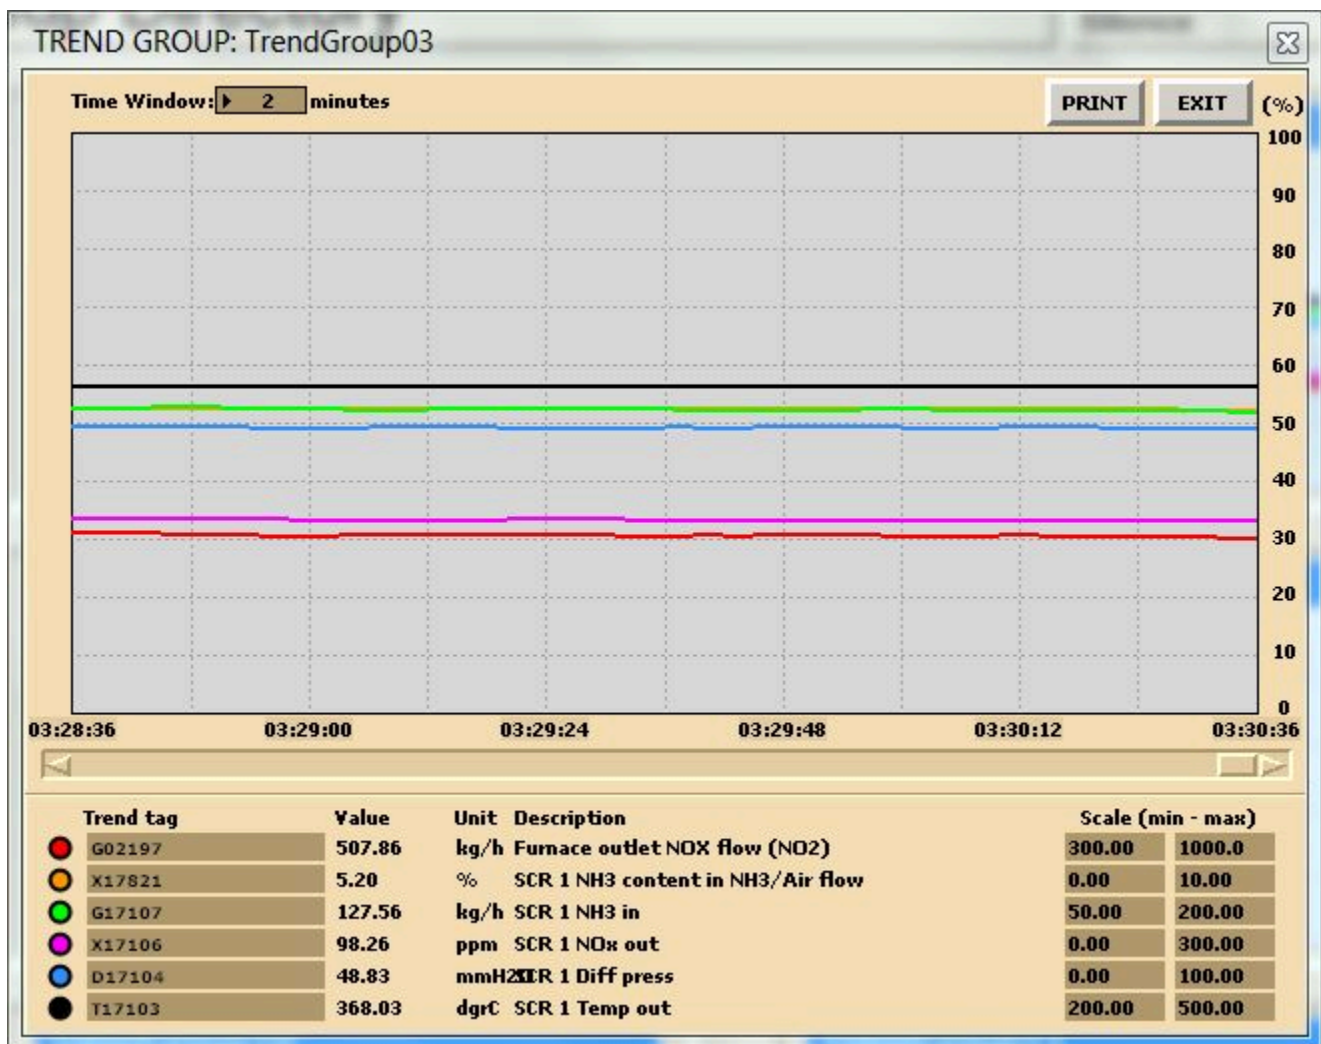 Silence
TREND GROUP: TrendGroup03
Time Window: 2 minutes
PRINT EXIT (%)
100
90
80
70
60
50
40
30
20
10
0
03:28:36 03:29:00 03:29:24 03:29:48 03:30:12 03:30:36
Trend tag Value Unit Description Scale (min - max)
G02197 507.86 kg/h Furnace outlet NOX flow (NO2) 300.00 1000.0
X17821 5.20 % SCR 1 NH3 content in NH3/Air flow 0.00 10.00
G17107 127.56 kg/h SCR 1 NH3 in 50.00 200.00
X17106 98.26 ppm SCR 1 NOx out 0.00 300.00
D17104 48.83 mmH2 SCR 1 Diff press 0.00 100.00
T17103 368.03 dgrC SCR 1 Temp out 200.00 500.00